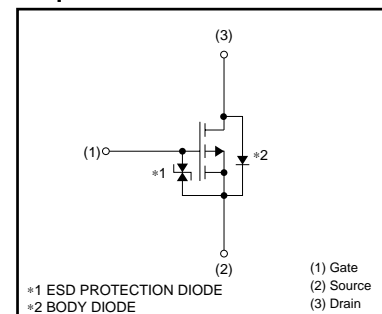 (3)
(1)
∗1
∗2
(2)
∗1 ESD PROTECTION DIODE
∗2 BODY DIODE
(1) Gate
(2) Source
(3) Drain